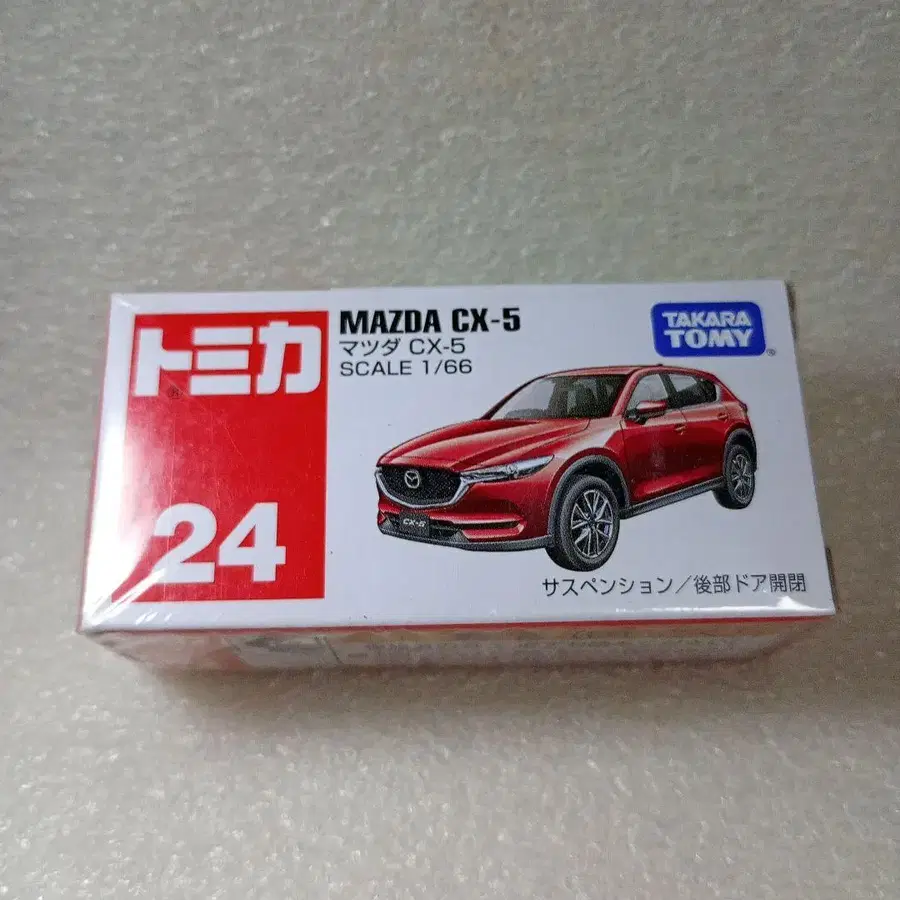 トミカ
24
MAZDA CX-5
マツダ CX-5
SCALE 1/66
TAKARA
TOMY
CX-5
サスペンション/後部ドア開閉